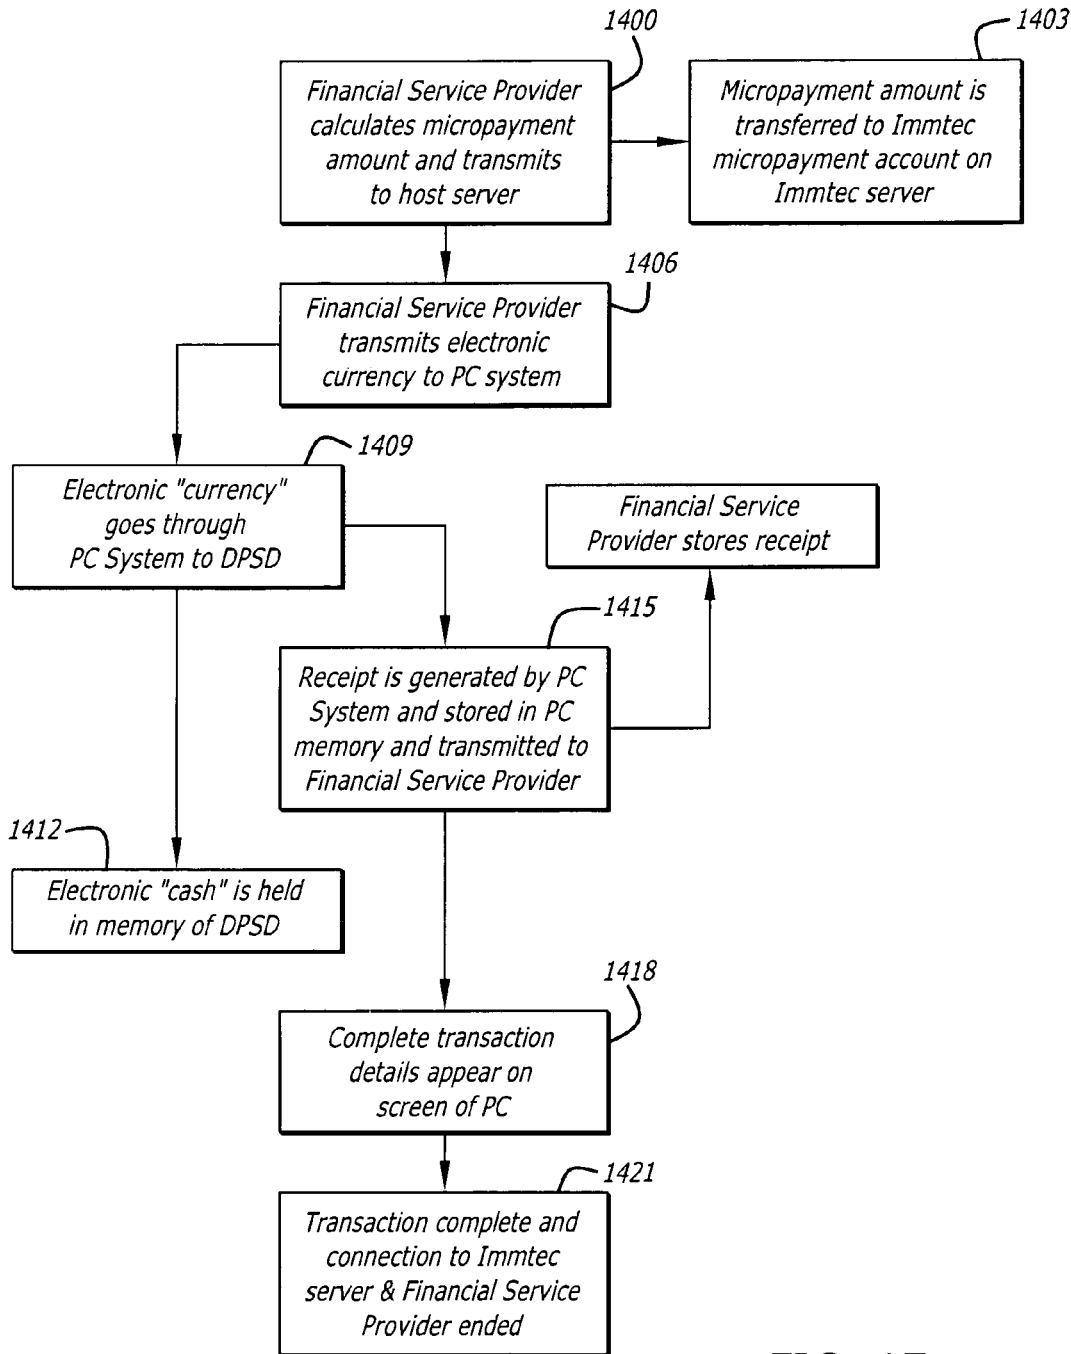 1400
1403
Financial Service Provider
calculates micropayment
amount and transmits
to host server
Micropayment amount is
transferred to Immtec
micropayment account on
Immtec server
1406
Financial Service Provider
transmits electronic
currency to PC system
1409
Electronic "currency"
goes through
PC System to DPSD
Financial Service
Provider stores receipt
1415
Receipt is generated by PC
System and stored in PC
memory and transmitted to
Financial Service Provider
1412
Electronic "cash" is held
in memory of DPSD
1418
Complete transaction
details appear on
screen of PC
1421
Transaction complete and
connection to Immtec
server & Financial Service
Provider ended